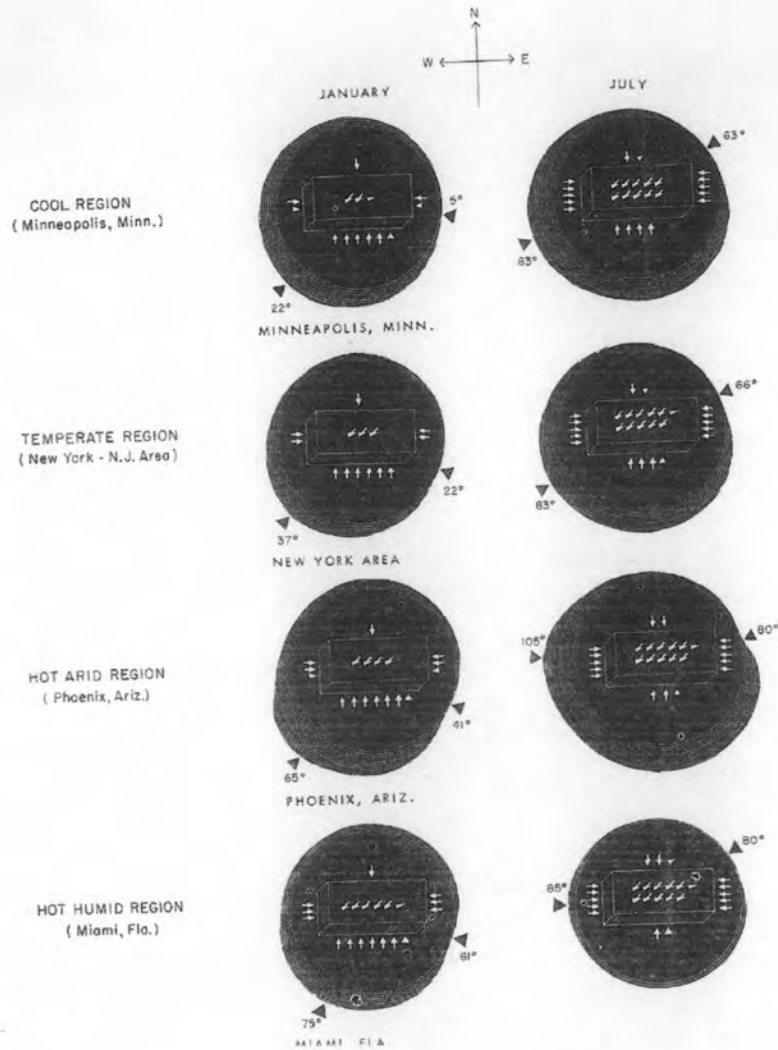 N
W E
JANUARY JULY
COOL REGION
(Minneapolis, Minn.)
5°
22°
63°
83°
MINNEAPOLIS, MINN.
TEMPERATE REGION
(New York - N.J. Area)
22°
37°
66°
83°
NEW YORK AREA
HOT ARID REGION
(Phoenix, Ariz.)
41°
65°
105°
80°
PHOENIX, ARIZ.
HOT HUMID REGION
(Miami, Fla.)
61°
75°
85°
80°
MIAMI FLA